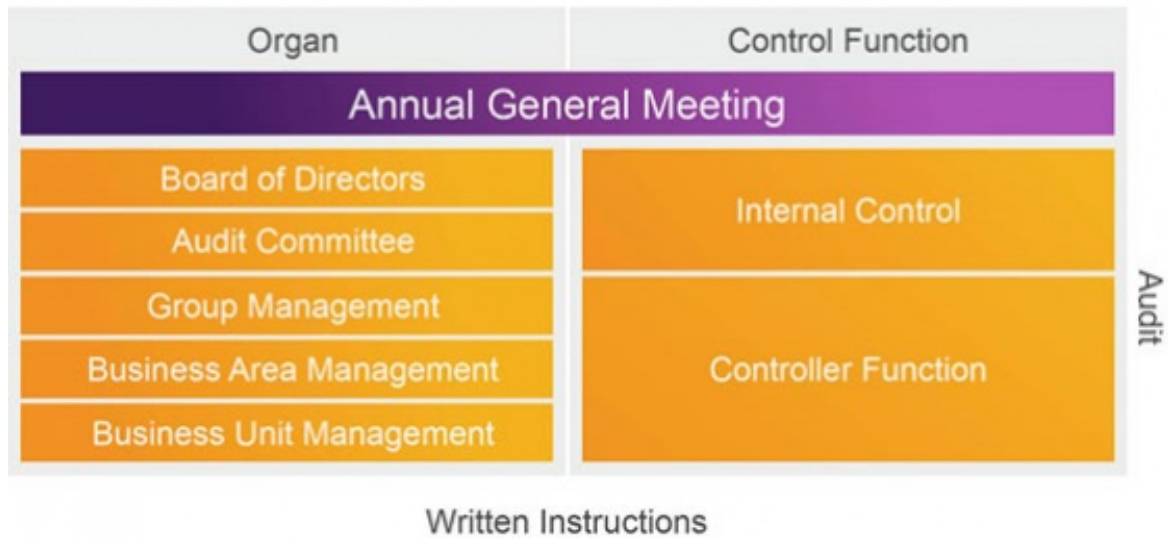 Organ
Control Function
Annual General Meeting
Board of Directors
Audit Committee
Group Management
Business Area Management
Business Unit Management
Internal Control
Controller Function
Audit
Written Instructions